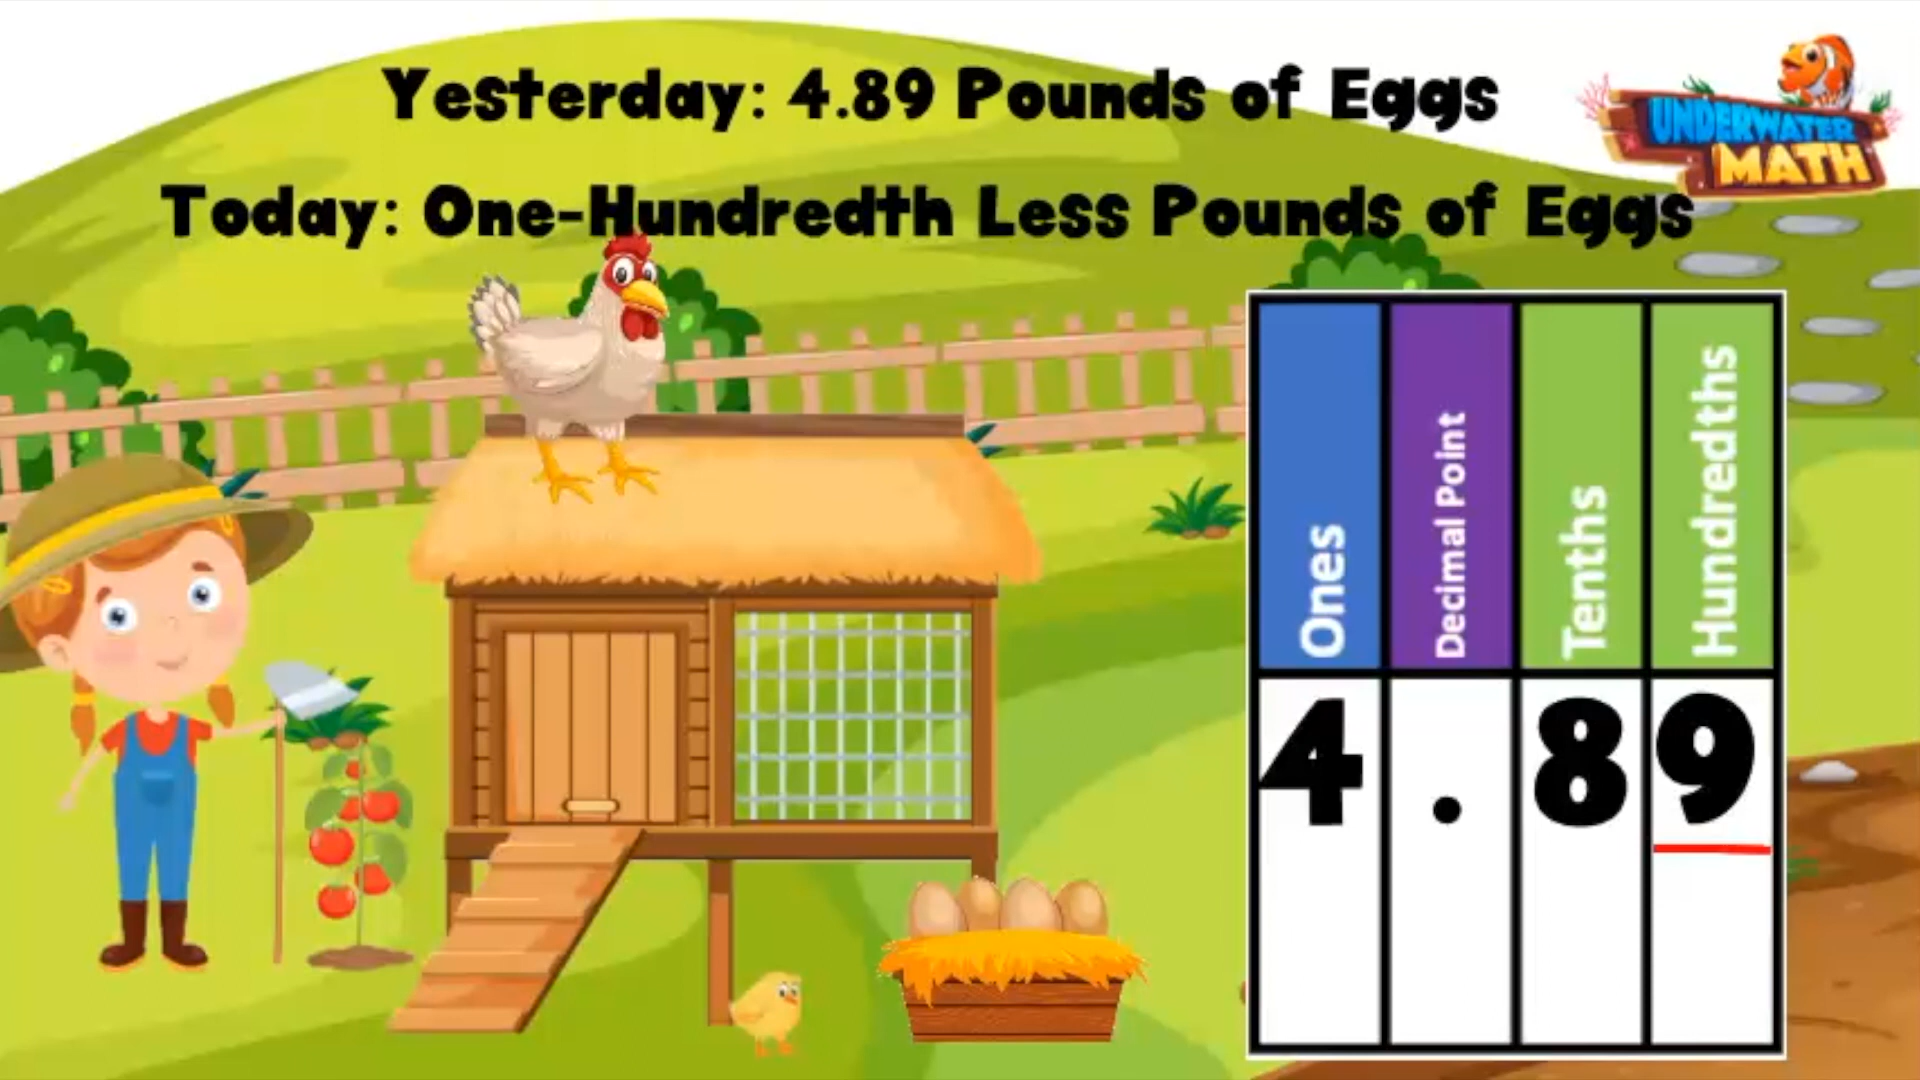 Yesterday: 4.89 Pounds of Eggs
UNDERWATER
MATH
Today: One-Hundredth Less Pounds of Eggs
Ones
Decimal Point
Tenths
Hundredths
4 . 8 9